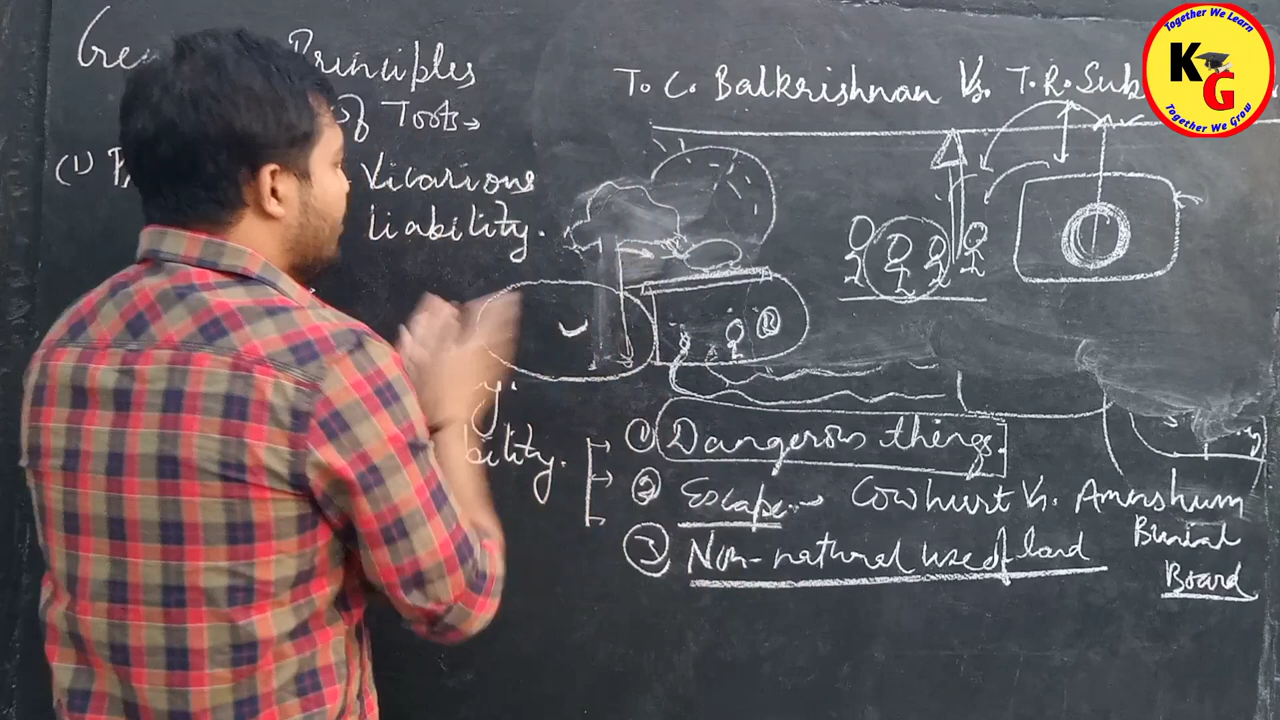 Principles
of Torts
(1)
Vicarious
liability.
bility.
T. C. Balkrishnan Vs. T. R. Sub
① Dangerous things.
② Escape → Cowhurst Vs. Amershum
Burial
Board
③ Non-natural use of land
Together We Learn
KG
Together We Grow